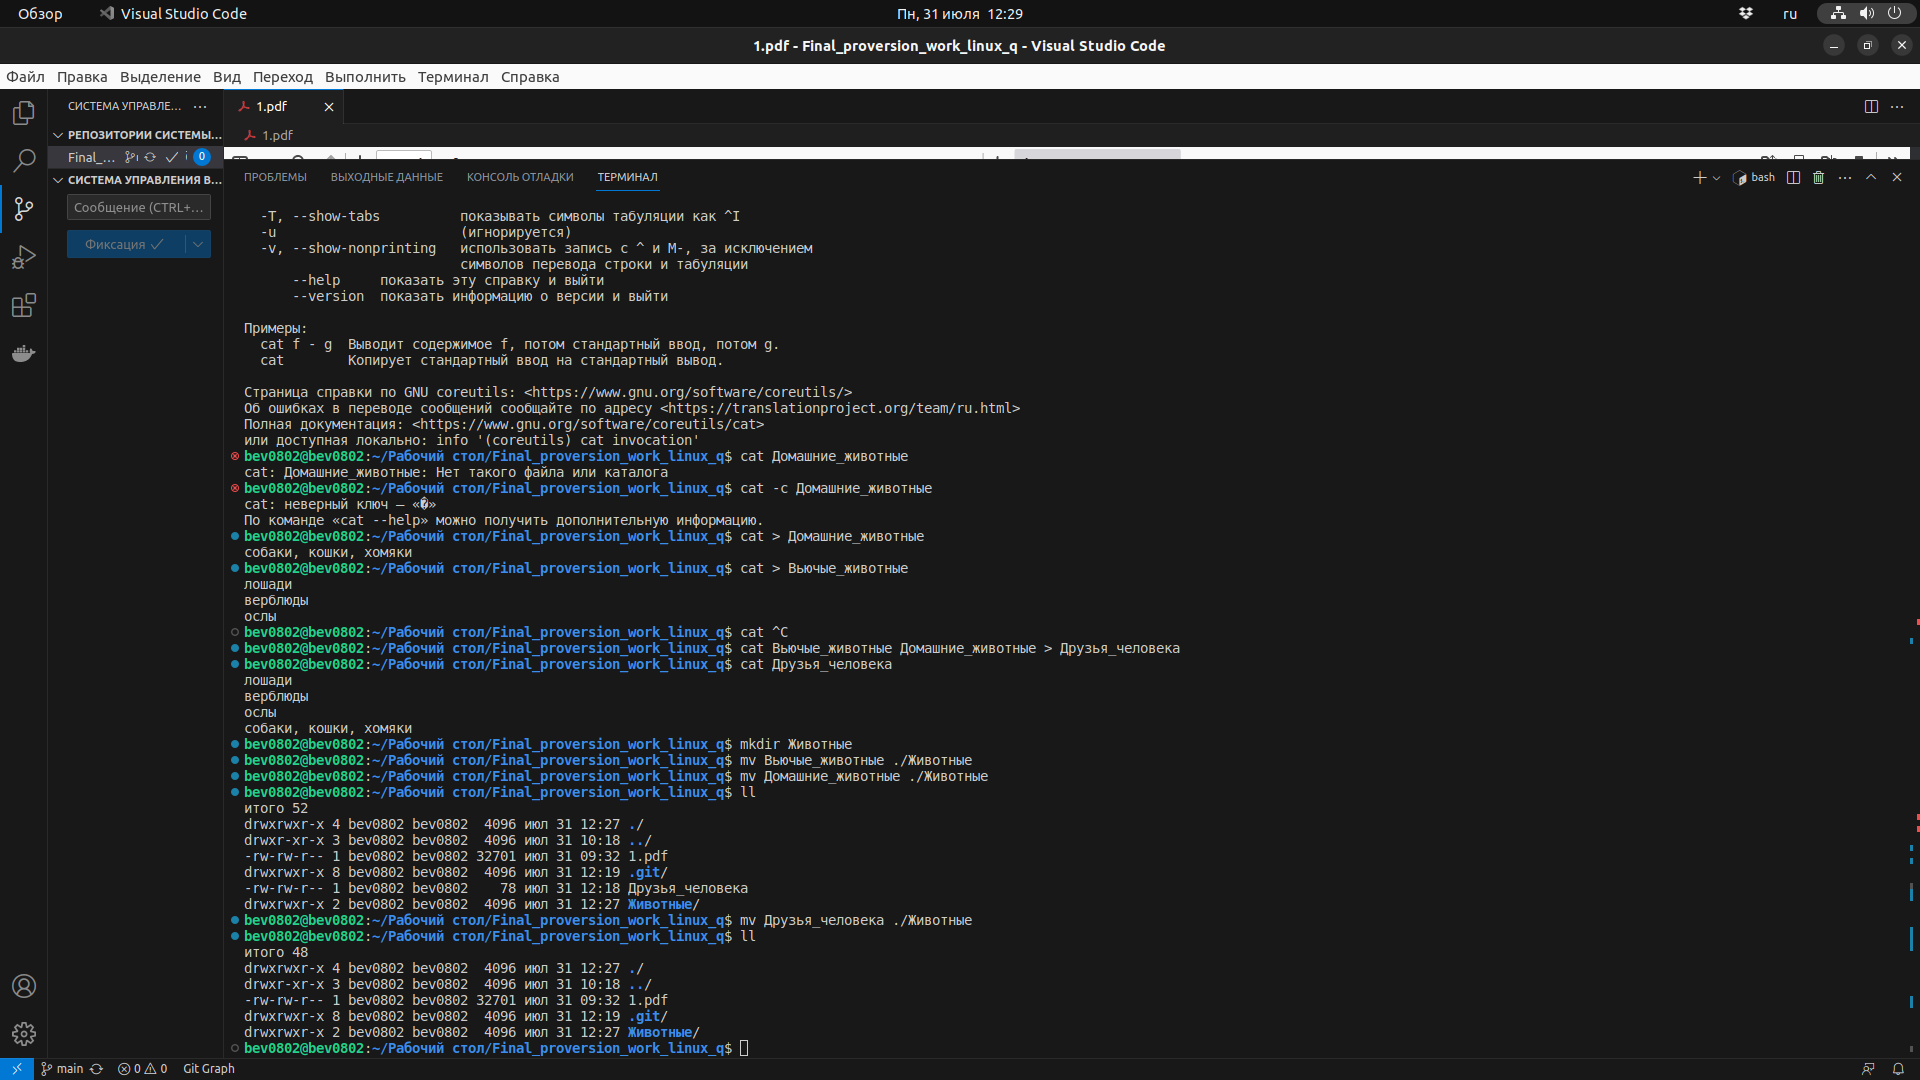 Обзор
Visual Studio Code
Пн, 31 июля 12:29
ru
1.pdf - Final_proversion_work_linux_q - Visual Studio Code
Файл Правка Выделение Вид Переход Выполнить Терминал Справка
СИСТЕМА УПРАВЛЕ...
1.pdf
РЕПОЗИТОРИИ СИСТЕМЫ...
1.pdf
Final_... 0
СИСТЕМА УПРАВЛЕНИЯ В...
Сообщение (CTRL+...
Фиксация
ПРОБЛЕМЫ ВЫХОДНЫЕ ДАННЫЕ КОНСОЛЬ ОТЛАДКИ ТЕРМИНАЛ
bash
-T, --show-tabs          показывать символы табуляции как ^I
-u                       (игнорируется)
-v, --show-nonprinting   использовать запись с ^ и M-, за исключением
символов перевода строки и табуляции
--help     показать эту справку и выйти
--version  показать информацию о версии и выйти
Примеры:
cat f - g  Выводит содержимое f, потом стандартный ввод, потом g.
cat        Копирует стандартный ввод на стандартный вывод.
Страница справки по GNU coreutils: <https://www.gnu.org/software/coreutils/>
Об ошибках в переводе сообщений сообщайте по адресу <https://translationproject.org/team/ru.html>
Полная документация: <https://www.gnu.org/software/coreutils/cat>
или доступная локально: info '(coreutils) cat invocation'
bev0802@bev0802:~/Рабочий стол/Final_proversion_work_linux_q$ cat Домашние_животные
cat: Домашние_животные: Нет такого файла или каталога
bev0802@bev0802:~/Рабочий стол/Final_proversion_work_linux_q$ cat -с Домашние_животные
cat: неверный ключ — «�»
По команде «cat --help» можно получить дополнительную информацию.
bev0802@bev0802:~/Рабочий стол/Final_proversion_work_linux_q$ cat > Домашние_животные
собаки, кошки, хомяки
bev0802@bev0802:~/Рабочий стол/Final_proversion_work_linux_q$ cat > Вьючые_животные
лошади
верблюды
ослы
bev0802@bev0802:~/Рабочий стол/Final_proversion_work_linux_q$ cat ^C
bev0802@bev0802:~/Рабочий стол/Final_proversion_work_linux_q$ cat Вьючые_животные Домашние_животные > Друзья_человека
bev0802@bev0802:~/Рабочий стол/Final_proversion_work_linux_q$ cat Друзья_человека
лошади
верблюды
ослы
собаки, кошки, хомяки
bev0802@bev0802:~/Рабочий стол/Final_proversion_work_linux_q$ mkdir Животные
bev0802@bev0802:~/Рабочий стол/Final_proversion_work_linux_q$ mv Вьючые_животные ./Животные
bev0802@bev0802:~/Рабочий стол/Final_proversion_work_linux_q$ mv Домашние_животные ./Животные
bev0802@bev0802:~/Рабочий стол/Final_proversion_work_linux_q$ ll
итого 52
drwxrwxr-x 4 bev0802 bev0802  4096 июл 31 12:27 ./
drwxr-xr-x 3 bev0802 bev0802  4096 июл 31 10:18 ../
-rw-rw-r-- 1 bev0802 bev0802 32701 июл 31 09:32 1.pdf
drwxrwxr-x 8 bev0802 bev0802  4096 июл 31 12:19 .git/
-rw-rw-r-- 1 bev0802 bev0802    78 июл 31 12:18 Друзья_человека
drwxrwxr-x 2 bev0802 bev0802  4096 июл 31 12:27 Животные/
bev0802@bev0802:~/Рабочий стол/Final_proversion_work_linux_q$ mv Друзья_человека ./Животные
bev0802@bev0802:~/Рабочий стол/Final_proversion_work_linux_q$ ll
итого 48
drwxrwxr-x 4 bev0802 bev0802  4096 июл 31 12:27 ./
drwxr-xr-x 3 bev0802 bev0802  4096 июл 31 10:18 ../
-rw-rw-r-- 1 bev0802 bev0802 32701 июл 31 09:32 1.pdf
drwxrwxr-x 8 bev0802 bev0802  4096 июл 31 12:19 .git/
drwxrwxr-x 2 bev0802 bev0802  4096 июл 31 12:27 Животные/
bev0802@bev0802:~/Рабочий стол/Final_proversion_work_linux_q$
main 0 0 Git Graph